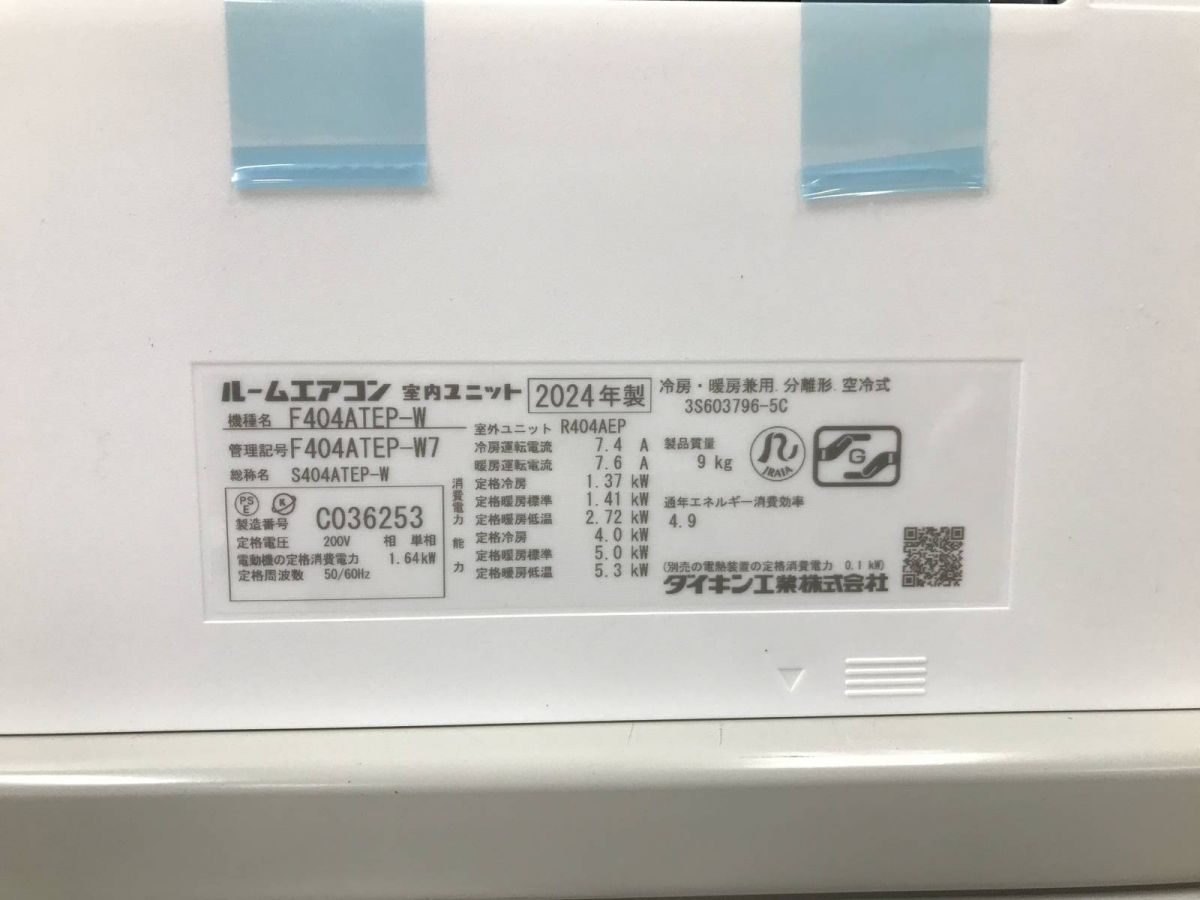 ルームエアコン 室内ユニット 2024年製 冷房・暖房兼用.分離形.空冷式
3S603796-5C
機種名 F404ATEP-W
管理記号 F404ATEP-W7
総称名 S404ATEP-W
PS
E
製造番号 C036253
定格電圧 200V 相 単相
電動機の定格消費電力 1.64kW
定格周波数 50/60Hz
室外ユニット R404AEP
冷房運転電流 7.4 A
暖房運転電流 7.6 A
消費電力
定格冷房 1.37 kW
定格暖房標準 1.41 kW
定格暖房低温 2.72 kW
能力
定格冷房 4.0 kW
定格暖房標準 5.0 kW
定格暖房低温 5.3 kW
製品質量
9 kg
JRAIA
G
通年エネルギー消費効率
4.9
(別売の電熱装置の定格消費電力 0.1 kW)
ダイキン工業株式会社